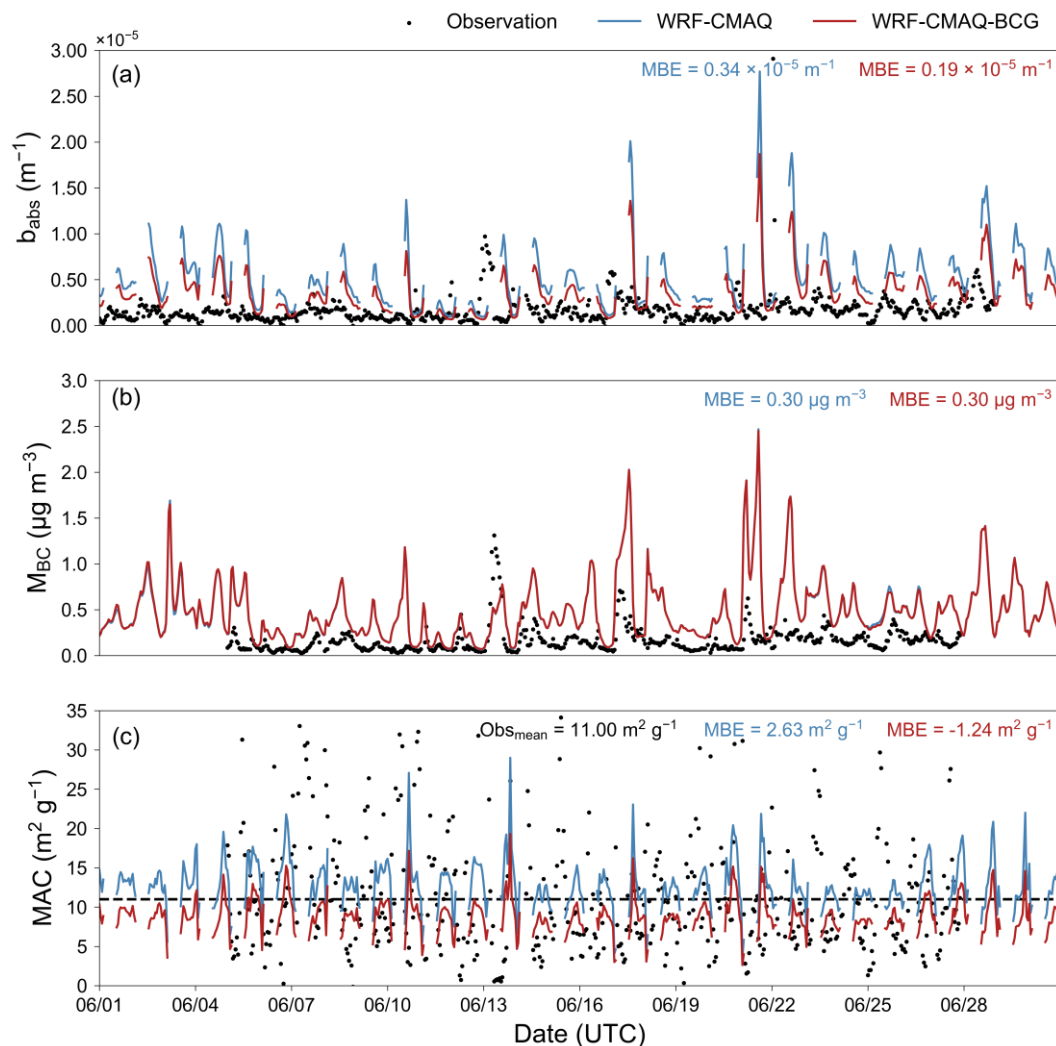 Observation WRF-CMAQ WRF-CMAQ-BCG
×10⁻⁵
3.00
(a)
MBE = 0.34 × 10⁻⁵ m⁻¹ MBE = 0.19 × 10⁻⁵ m⁻¹
2.50
2.00
1.50
1.00
0.50
0.00
b_abs (m⁻¹)
3.0
(b)
MBE = 0.30 µg m⁻³ MBE = 0.30 µg m⁻³
2.5
2.0
1.5
1.0
0.5
0.0
M_BC (µg m⁻³)
35
(c)
Obs_mean = 11.00 m² g⁻¹ MBE = 2.63 m² g⁻¹ MBE = -1.24 m² g⁻¹
30
25
20
15
10
5
0
MAC (m² g⁻¹)
06/01 06/04 06/07 06/10 06/13 06/16 06/19 06/22 06/25 06/28
Date (UTC)